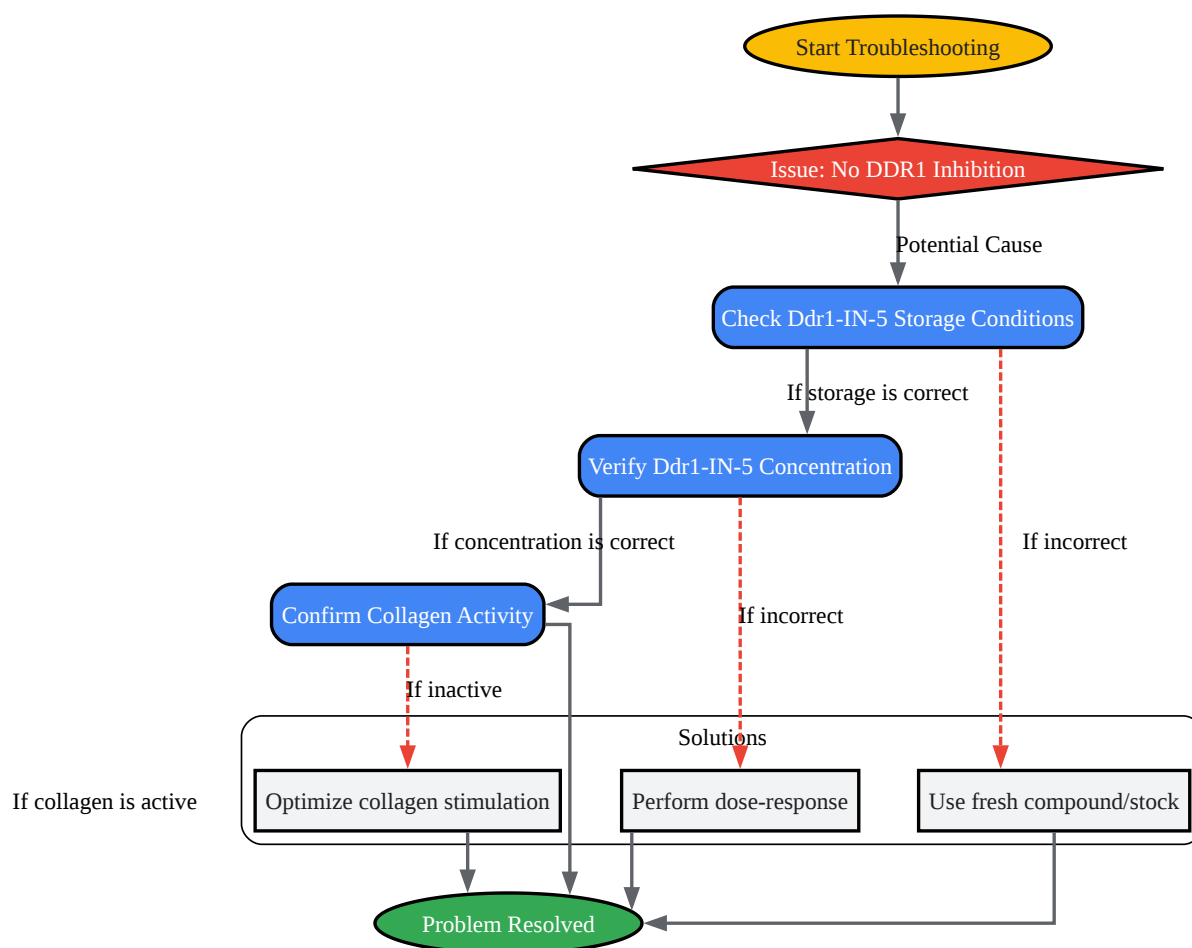 Start Troubleshooting
Issue: No DDR1 Inhibition
Potential Cause
Check Ddr1-IN-5 Storage Conditions
If storage is correct
Verify Ddr1-IN-5 Concentration
If concentration is correct
If incorrect
Confirm Collagen Activity
If incorrect
If inactive
Solutions
If collagen is active
Optimize collagen stimulation
Perform dose-response
Use fresh compound/stock
Problem Resolved